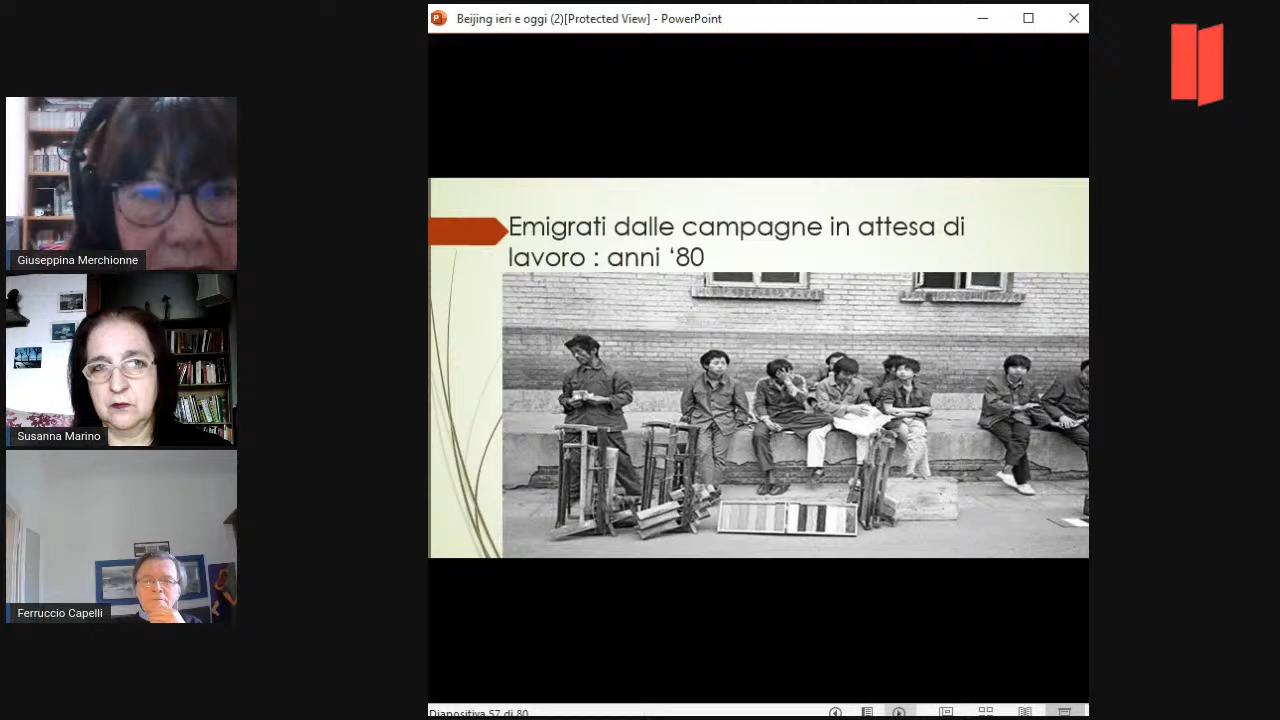 Beijing ieri e oggi (2)[Protected View] - PowerPoint
Giuseppina Merchionne
Susanna Marino
Ferruccio Capelli
Emigrati dalle campagne in attesa di
lavoro : anni ‘80
Diapositiva 57 di 80